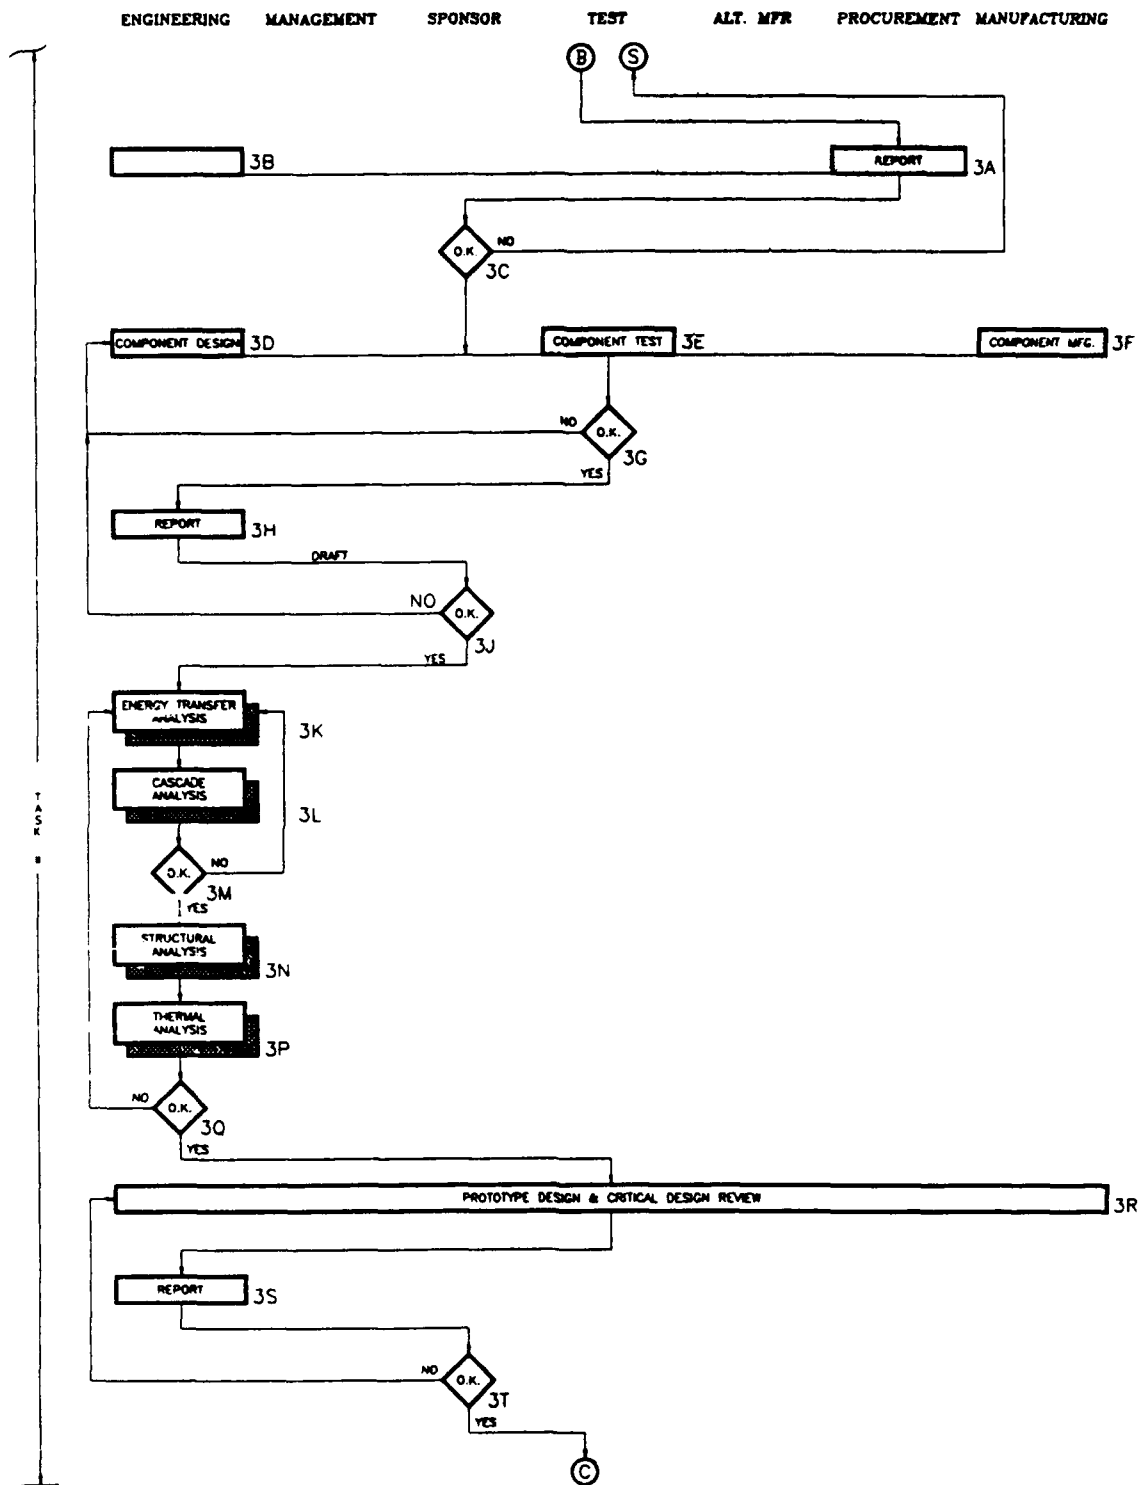 ENGINEERING MANAGEMENT SPONSOR TEST ALT. MFR PROCUREMENT MANUFACTURING
B S
3B
REPORT 3A
O.K. NO
3C
COMPONENT DESIGN 3D
COMPONENT TEST 3E
COMPONENT MFG. 3F
NO O.K.
3G
YES
REPORT 3H
DRAFT
NO O.K.
3J
YES
ENERGY TRANSFER
ANALYSIS
3K
CASCADE
ANALYSIS
3L
TASK
O.K. NO
3M
YES
STRUCTURAL
ANALYSIS
3N
THERMAL
ANALYSIS
3P
NO O.K.
3Q
YES
PROTOTYPE DESIGN & CRITICAL DESIGN REVIEW 3R
REPORT 3S
NO O.K.
3T
YES
C